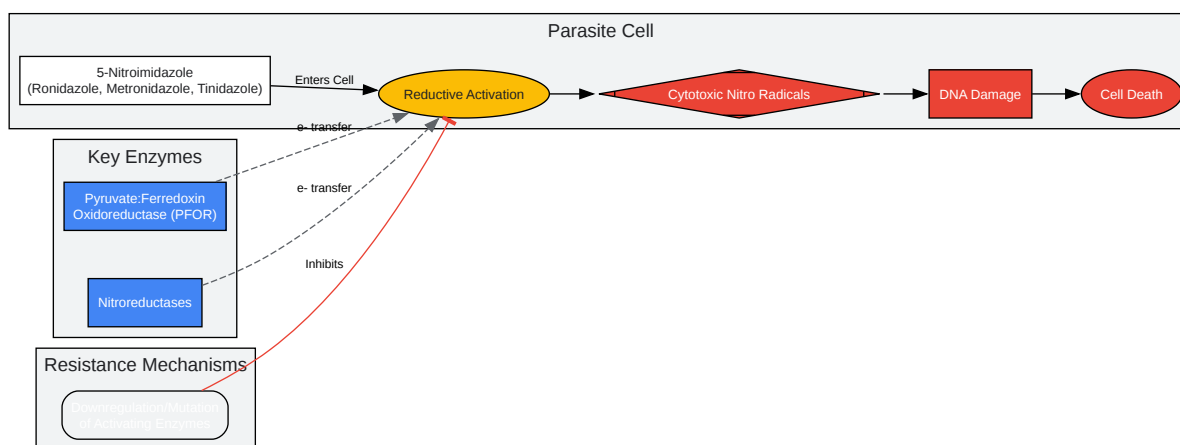 Parasite Cell
5-Nitroimidazole
(Ronidazole, Metronidazole, Tinidazole)
Enters Cell
Reductive Activation
Cytotoxic Nitro Radicals
DNA Damage
Cell Death
e- transfer
Key Enzymes
Pyruvate:Ferredoxin
Oxidoreductase (PFOR)
e- transfer
Nitroreductases
Inhibits
Resistance Mechanisms
Downregulation/Mutation
of Activating Enzymes